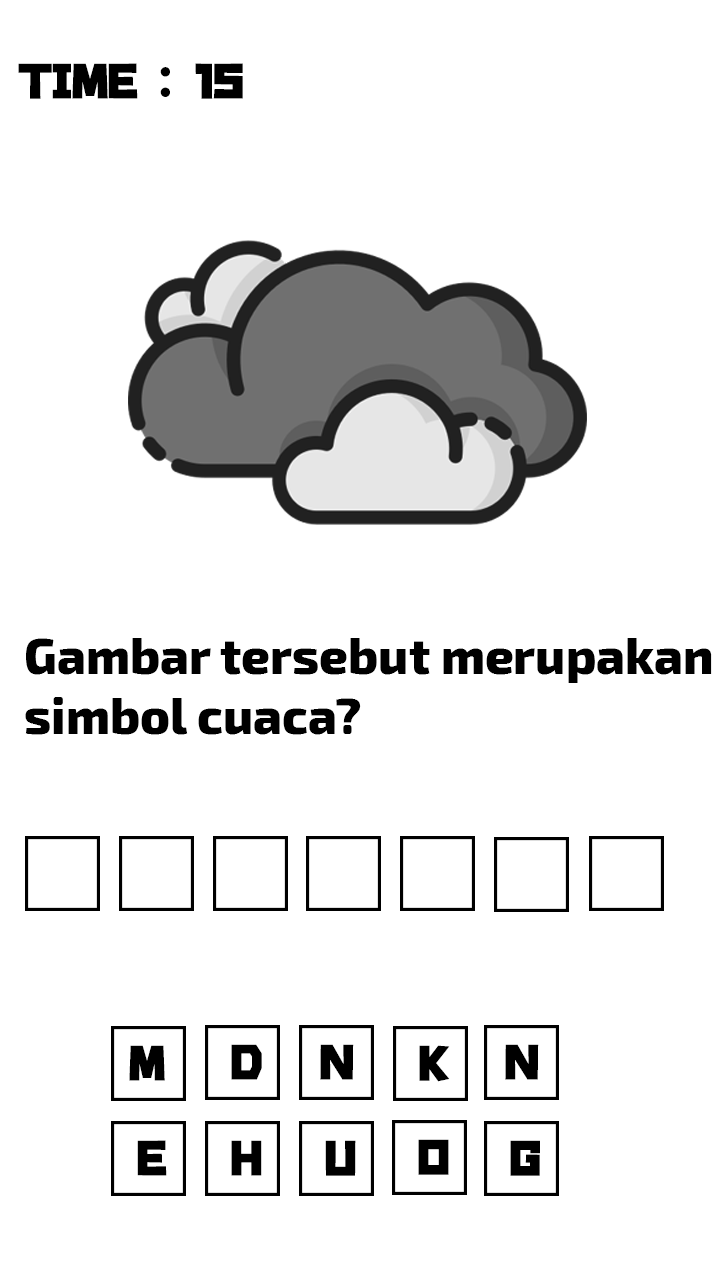 TIME : 15
Gambar tersebut merupakan
simbol cuaca?
M D N K N
E H U O G